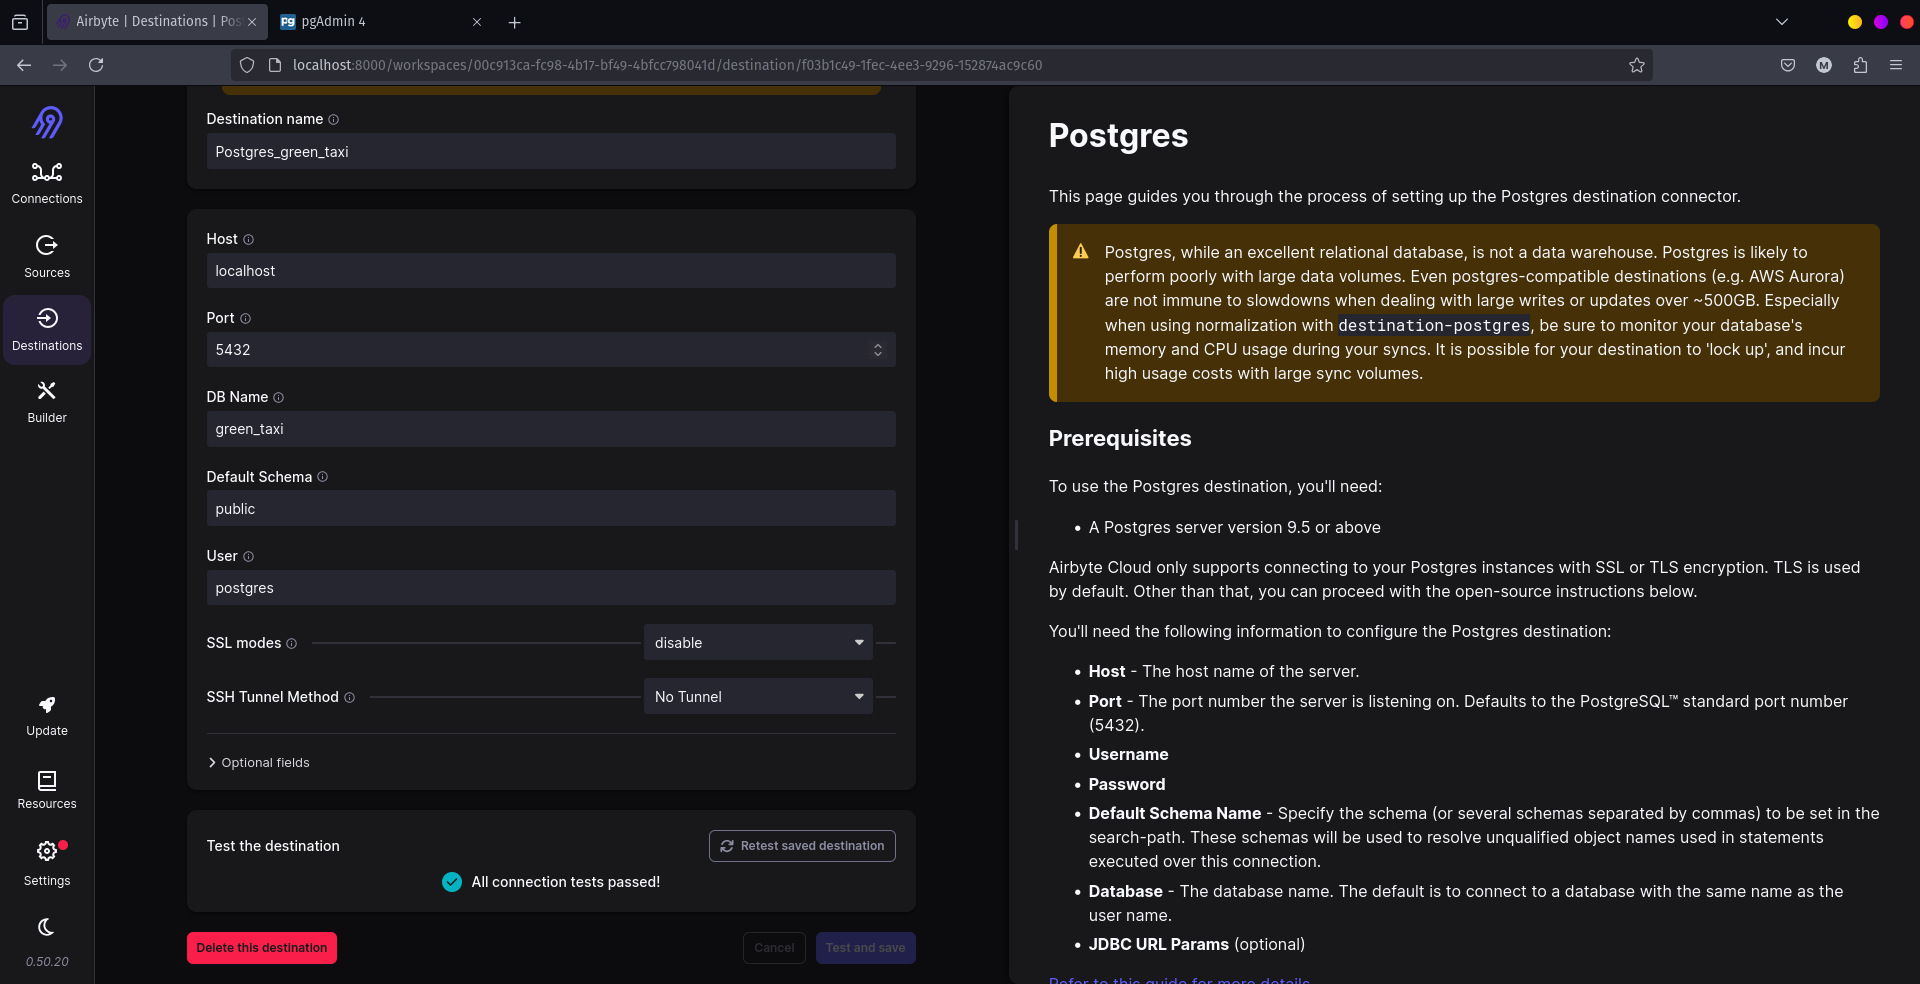 Airbyte | Destinations | Pos
pgAdmin 4
localhost:8000/workspaces/00c913ca-fc98-4b17-bf49-4bfcc798041d/destination/f03b1c49-1fec-4ee3-9296-152874ac9c60
M
Connections
Sources
Destinations
Builder
Update
Resources
Settings
0.50.20
Destination name
Postgres_green_taxi
Host
localhost
Port
5432
DB Name
green_taxi
Default Schema
public
User
postgres
SSL modes
disable
SSH Tunnel Method
No Tunnel
Optional fields
Test the destination
Retest saved destination
All connection tests passed!
Delete this destination
Cancel
Test and save
Postgres
This page guides you through the process of setting up the Postgres destination connector.
Postgres, while an excellent relational database, is not a data warehouse. Postgres is likely to
perform poorly with large data volumes. Even postgres-compatible destinations (e.g. AWS Aurora)
are not immune to slowdowns when dealing with large writes or updates over ~500GB. Especially
when using normalization with destination-postgres, be sure to monitor your database's
memory and CPU usage during your syncs. It is possible for your destination to 'lock up', and incur
high usage costs with large sync volumes.
Prerequisites
To use the Postgres destination, you'll need:
• A Postgres server version 9.5 or above
Airbyte Cloud only supports connecting to your Postgres instances with SSL or TLS encryption. TLS is used
by default. Other than that, you can proceed with the open-source instructions below.
You'll need the following information to configure the Postgres destination:
• Host - The host name of the server.
• Port - The port number the server is listening on. Defaults to the PostgreSQL™ standard port number
(5432).
• Username
• Password
• Default Schema Name - Specify the schema (or several schemas separated by commas) to be set in the
search-path. These schemas will be used to resolve unqualified object names used in statements
executed over this connection.
• Database - The database name. The default is to connect to a database with the same name as the
user name.
• JDBC URL Params (optional)
Refer to this guide for more details